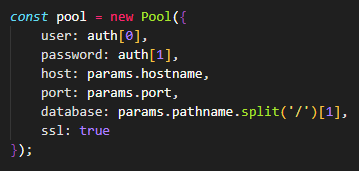 const pool = new Pool({
    user: auth[0],
    password: auth[1],
    host: params.hostname,
    port: params.port,
    database: params.pathname.split('/')[1],
    ssl: true
});